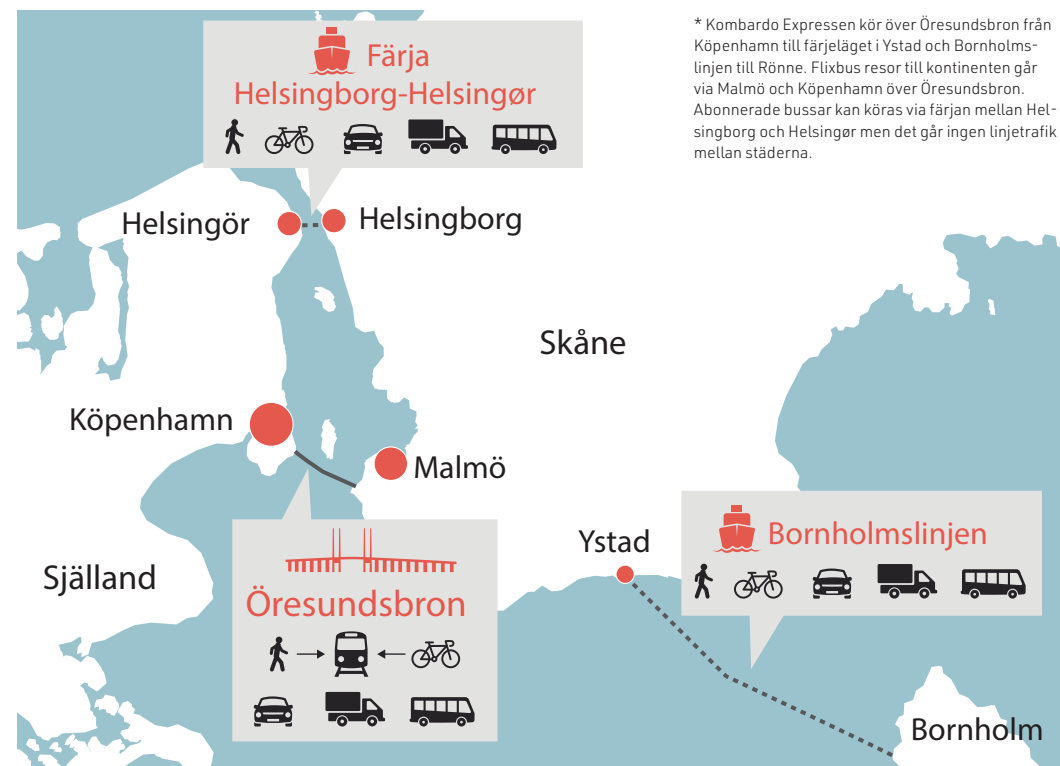 * Kombardo Expressen kör över Öresundsbron från
Köpenhamn till färjeläget i Ystad och Bornholms-
linjen till Rönne. Flixbus resor till kontinenten går
via Malmö och Köpenhamn över Öresundsbron.
Abonnerade bussar kan köras via färjan mellan Hel-
singborg och Helsingør men det går ingen linjetrafik
mellan städerna.
Färja
Helsingborg-Helsingør
Helsingör
Helsingborg
Skåne
Köpenhamn
Malmö
Ystad
Bornholmslinjen
Själland
Öresundsbron
Bornholm